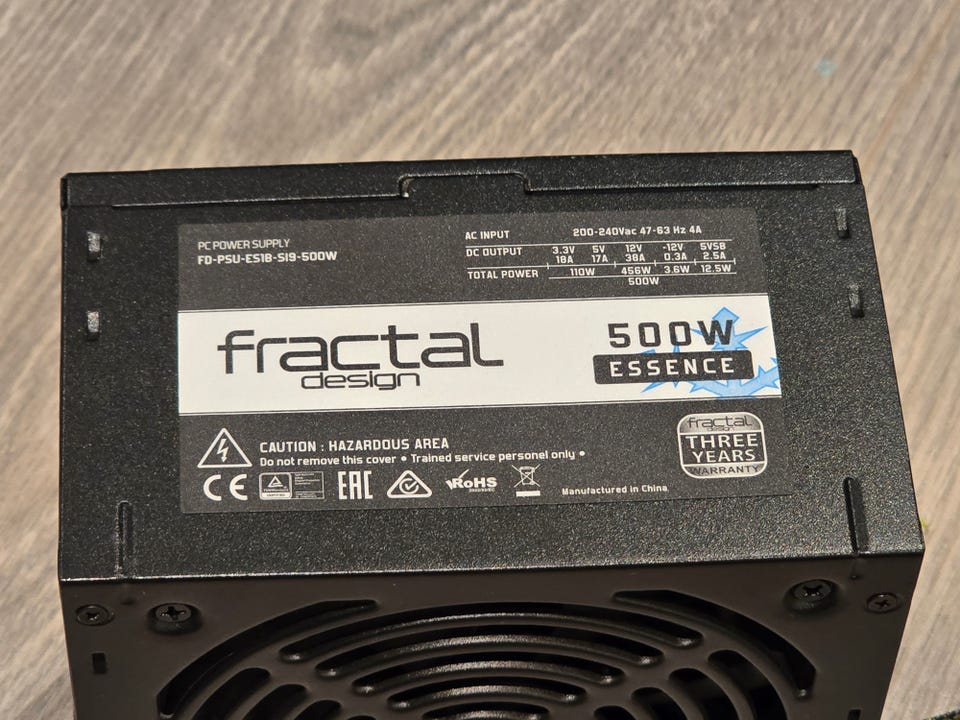 PC POWER SUPPLY
FD-PSU-ES1B-SI9-500W
AC INPUT 200-240Vac 47-63 Hz 4A
DC OUTPUT 3.3V 5V 12V -12V 5VSB
18A 17A 38A 0.3A 2.5A
TOTAL POWER 110W 456W 3.6W 12.5W
500W
fractal
design
500W
ESSENCE
CAUTION : HAZARDOUS AREA
Do not remove this cover • Trained service personel only •
CE
EAC
RoHS
Manufactured in China
fractal
design
THREE
YEARS
WARRANTY